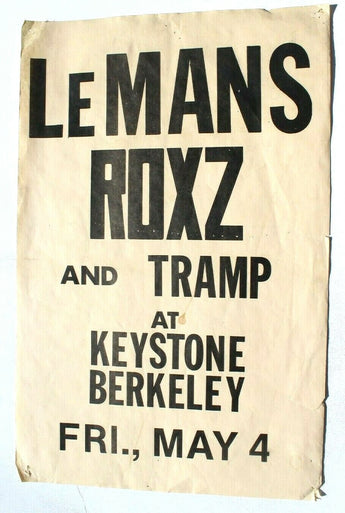 LEMANS
ROXZ
AND TRAMP
AT
KEYSTONE
BERKELEY
FRI., MAY 4